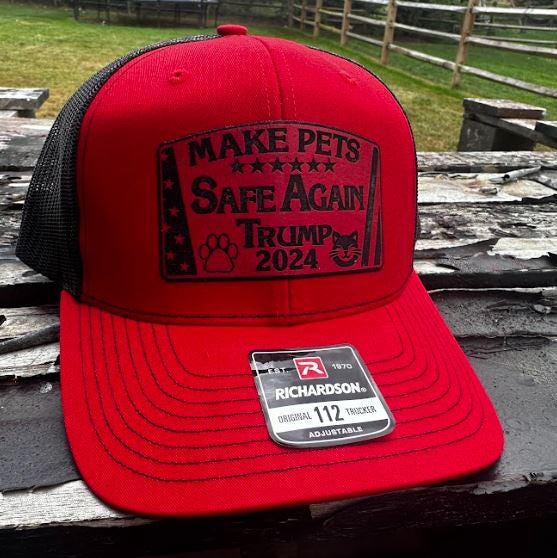 MAKE PETS
SAFE AGAIN
TRUMP
2024
EST. R 1970
RICHARDSON®
ORIGINAL 112 TRUCKER
ADJUSTABLE